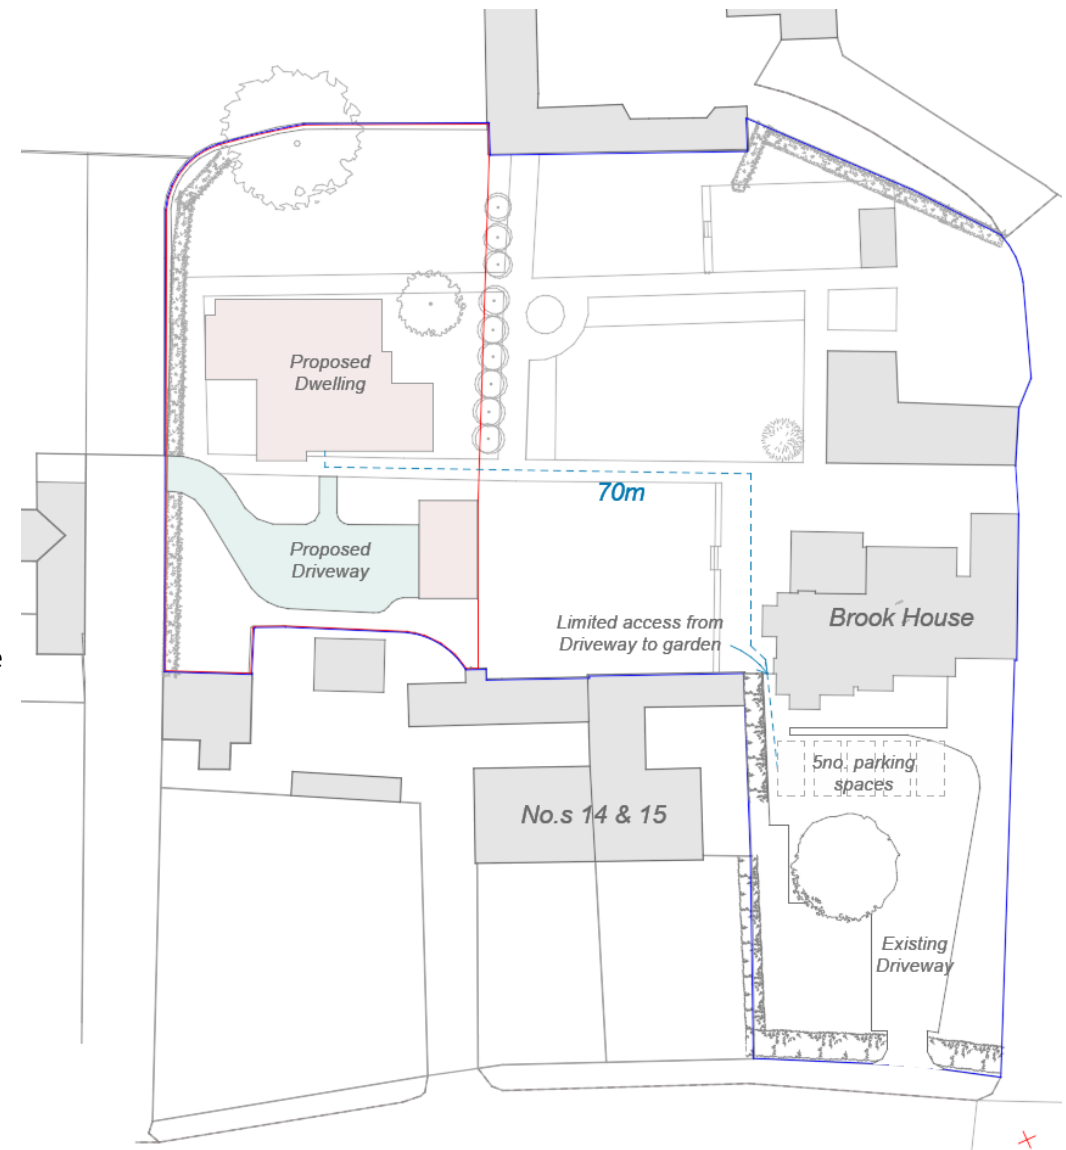 Proposed
Dwelling
70m
Proposed
Driveway
Limited access from
Driveway to garden
Brook House
5no. parking
spaces
No.s 14 & 15
Existing
Driveway